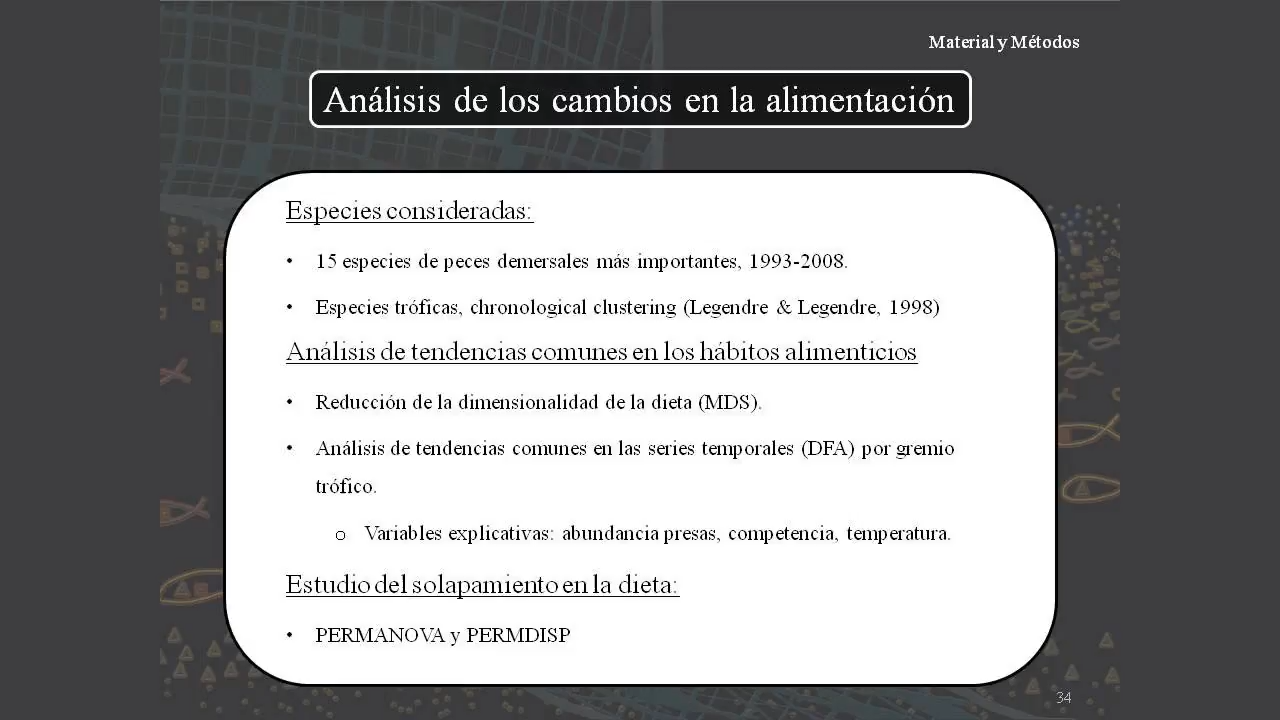 Material y Métodos
Análisis de los cambios en la alimentación
Especies consideradas:
• 15 especies de peces demersales más importantes, 1993-2008.
• Especies tróficas, chronological clustering (Legendre & Legendre, 1998)
Análisis de tendencias comunes en los hábitos alimenticios
• Reducción de la dimensionalidad de la dieta (MDS).
• Análisis de tendencias comunes en las series temporales (DFA) por gremio
trófico.
o Variables explicativas: abundancia presas, competencia, temperatura.
Estudio del solapamiento en la dieta:
• PERMANOVA y PERMDISP
34